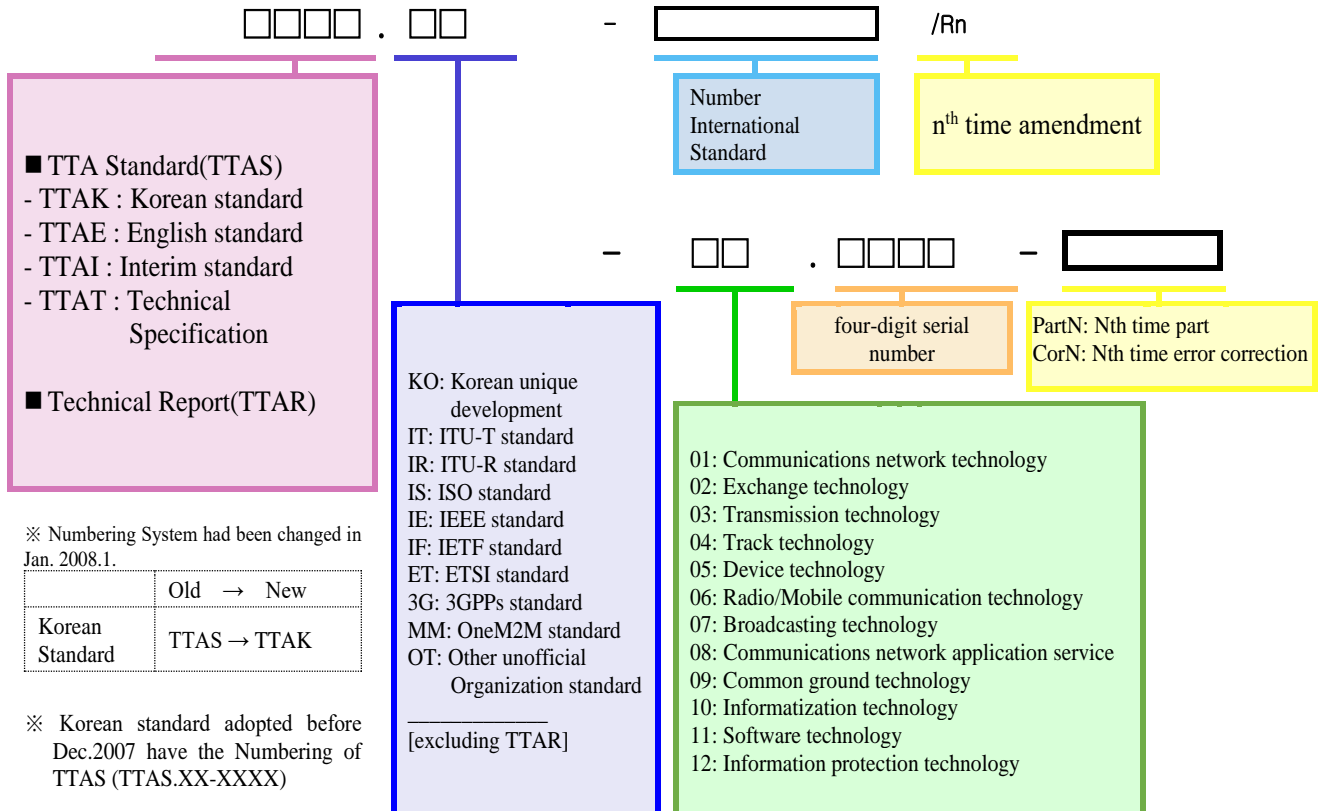 □□□□ . □□ - /Rn
■ TTA Standard(TTAS)
- TTAK : Korean standard
- TTAE : English standard
- TTAI : Interim standard
- TTAT : Technical
Specification
■ Technical Report(TTAR)
Number
International
Standard
nth time amendment
- □□ . □□□□ -
four-digit serial
number
PartN: Nth time part
CorN: Nth time error correction
KO: Korean unique
development
IT: ITU-T standard
IR: ITU-R standard
IS: ISO standard
IE: IEEE standard
IF: IETF standard
ET: ETSI standard
3G: 3GPPs standard
MM: OneM2M standard
OT: Other unofficial
Organization standard
_____________
[excluding TTAR]
01: Communications network technology
02: Exchange technology
03: Transmission technology
04: Track technology
05: Device technology
06: Radio/Mobile communication technology
07: Broadcasting technology
08: Communications network application service
09: Common ground technology
10: Informatization technology
11: Software technology
12: Information protection technology
※ Numbering System had been changed in
Jan. 2008.1.
Old → New
Korean
Standard
TTAS → TTAK
※ Korean standard adopted before
Dec.2007 have the Numbering of
TTAS (TTAS.XX-XXXX)